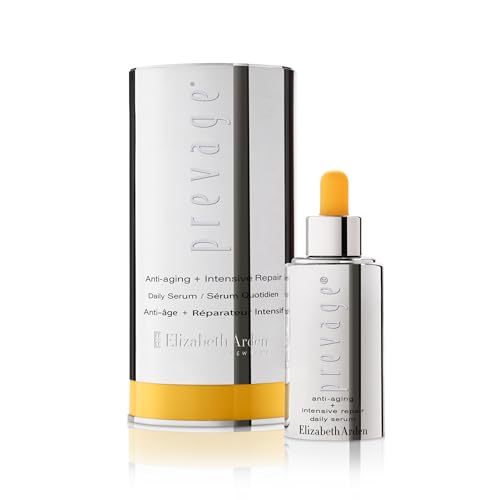 prevage®
Anti-aging + Intensive Repair
Daily Serum / Sérum Quotidien
Anti-âge + Réparateur Intensif
Elizabeth Arden
prevage®
anti-aging
+
intensive repair
daily serum
Elizabeth Arden